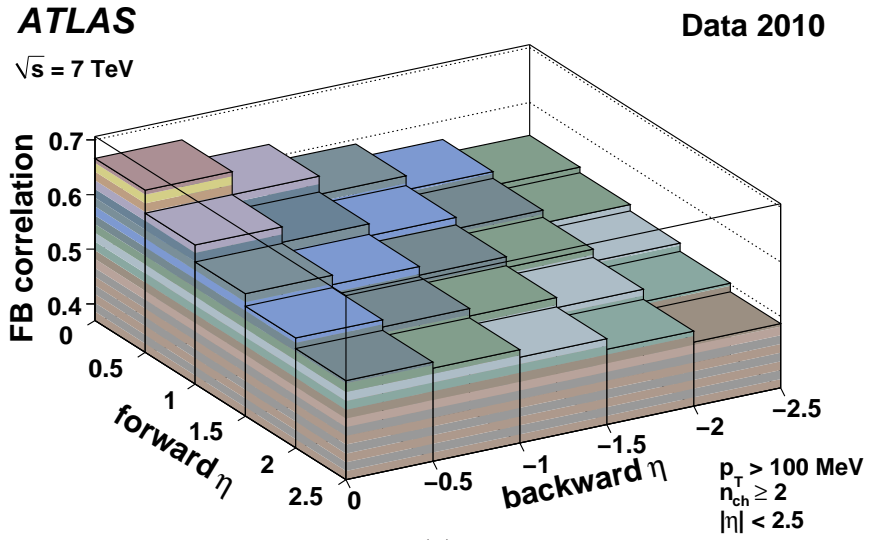 ATLAS
Data 2010
√s = 7 TeV
FB correlation
0.7
0.6
0.5
0.4
0
0.5
1
1.5
2
2.5
forward η
0
−0.5
−1
−1.5
−2
−2.5
backward η
p_T > 100 MeV
n_ch ≥ 2
|η| < 2.5